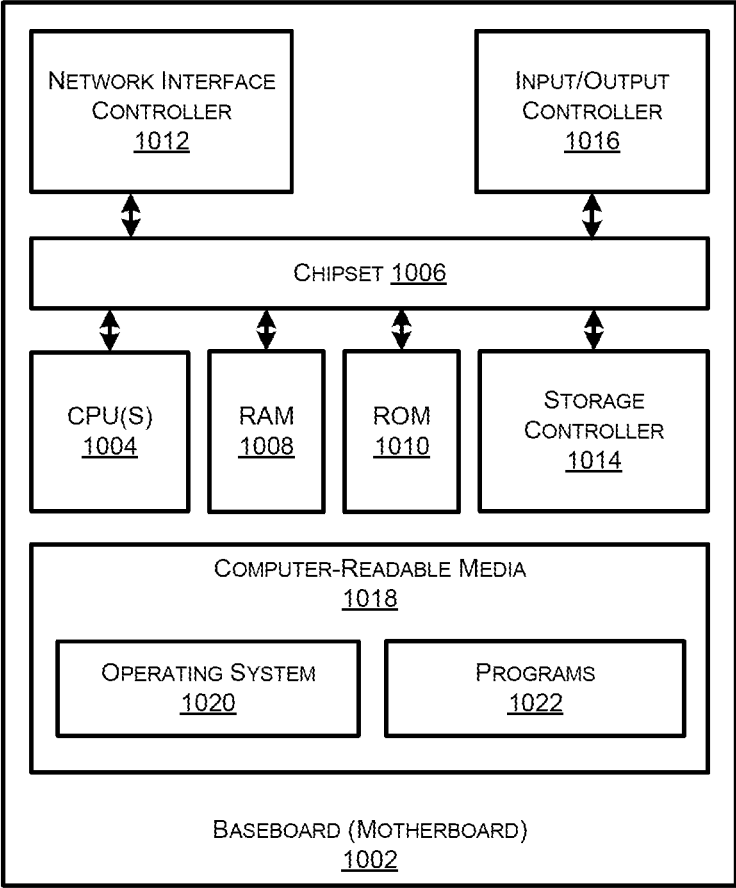 NETWORK INTERFACE
CONTROLLER
1012
INPUT/OUTPUT
CONTROLLER
1016
CHIPSET 1006
CPU(S)
1004
RAM
1008
ROM
1010
STORAGE
CONTROLLER
1014
COMPUTER-READABLE MEDIA
1018
OPERATING SYSTEM
1020
PROGRAMS
1022
BASEBOARD (MOTHERBOARD)
1002